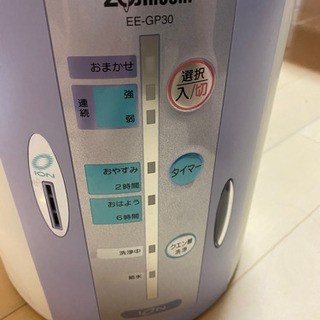 ZOJIRUSHI
EE-GP30
おまかせ
選択
入/切
連続
強
弱
ION
おやすみ
2時間
タイマー
おはよう
6時間
洗浄中
クエン酸
洗浄
給水
ION